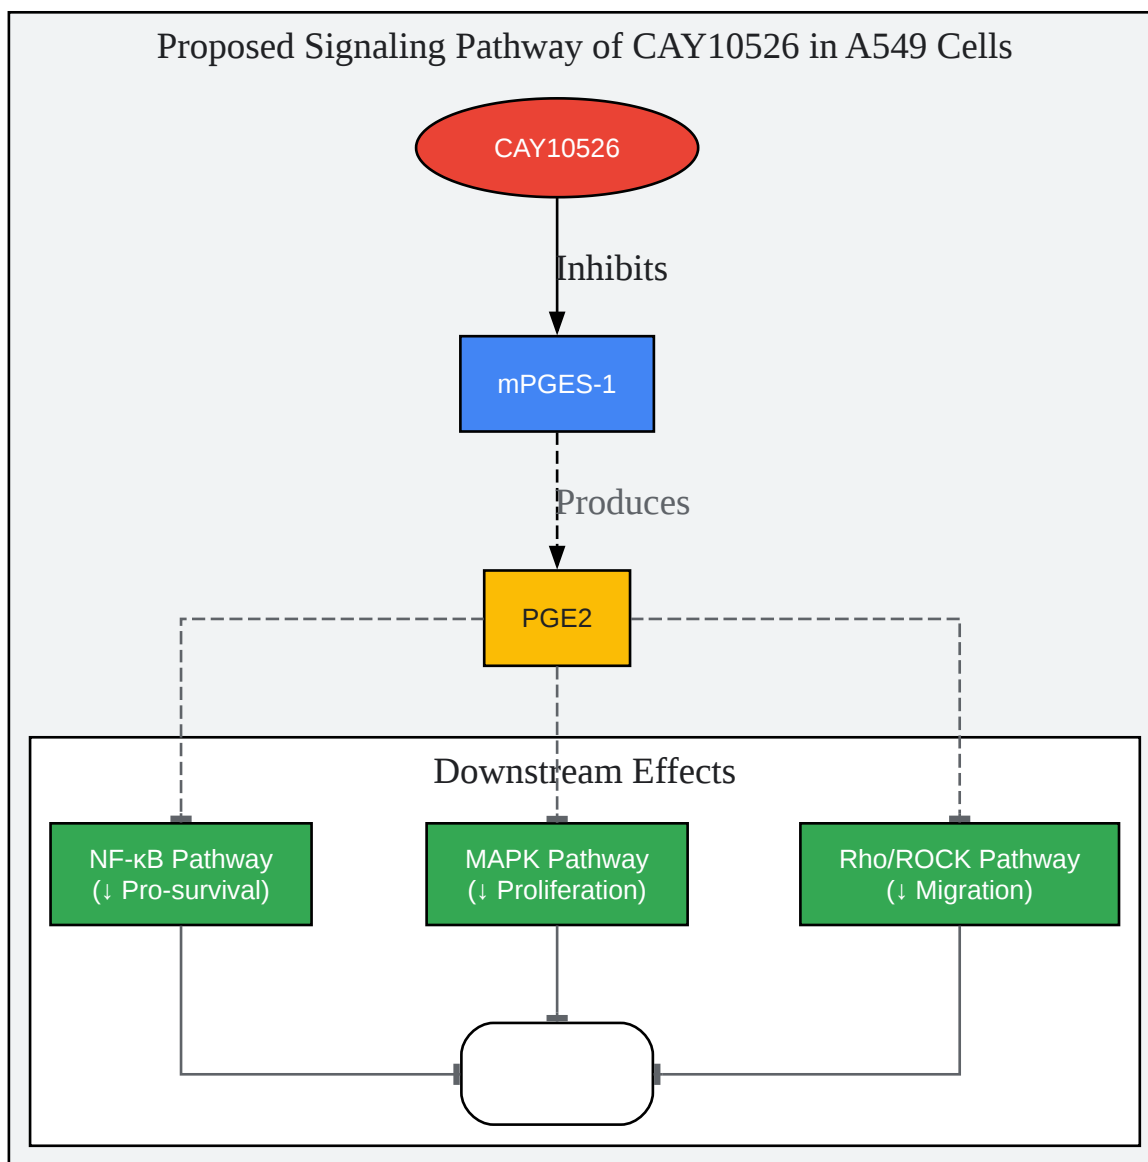 Proposed Signaling Pathway of CAY10526 in A549 Cells
CAY10526
Inhibits
mPGES-1
Produces
PGE2
Downstream Effects
NF-κB Pathway
(↓ Pro-survival)
MAPK Pathway
(↓ Proliferation)
Rho/ROCK Pathway
(↓ Migration)